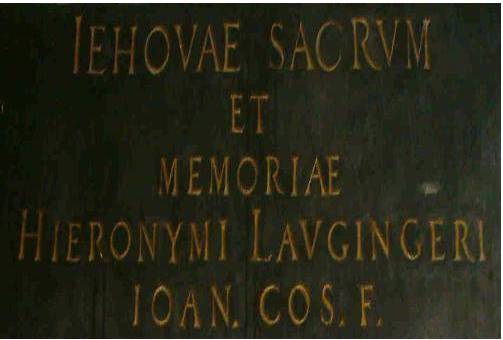 IEHOVAE SACRVM
ET
MEMORIAE
HIERONYMI LAVGINGERI
IOAN. COS. F.